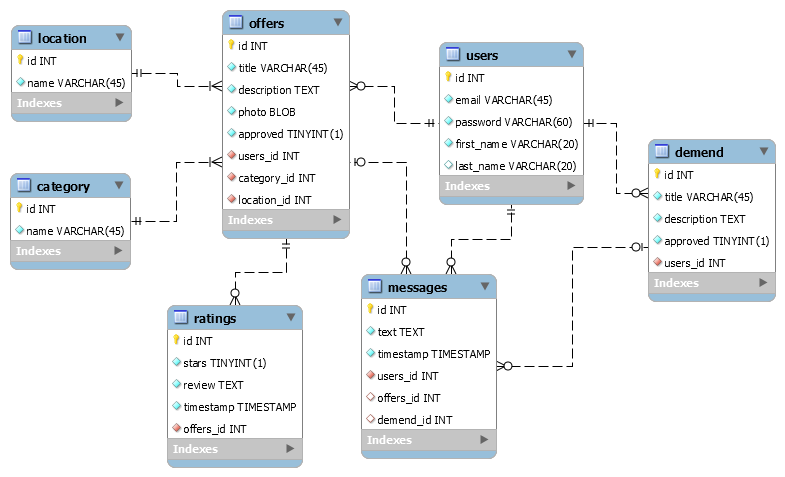 location
id INT
name VARCHAR(45)
Indexes
category
id INT
name VARCHAR(45)
Indexes
offers
id INT
title VARCHAR(45)
description TEXT
photo BLOB
approved TINYINT(1)
users_id INT
category_id INT
location_id INT
Indexes
users
id INT
email VARCHAR(45)
password VARCHAR(60)
first_name VARCHAR(20)
last_name VARCHAR(20)
Indexes
demend
id INT
title VARCHAR(45)
description TEXT
approved TINYINT(1)
users_id INT
Indexes
ratings
id INT
stars TINYINT(1)
review TEXT
timestamp TIMESTAMP
offers_id INT
Indexes
messages
id INT
text TEXT
timestamp TIMESTAMP
users_id INT
offers_id INT
demend_id INT
Indexes